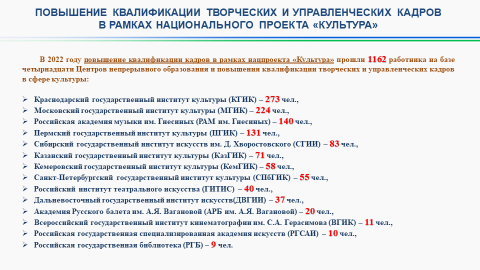 ПОВЫШЕНИЕ КВАЛИФИКАЦИИ ТВОРЧЕСКИХ И УПРАВЛЕНЧЕСКИХ КАДРОВ
В РАМКАХ НАЦИОНАЛЬНОГО ПРОЕКТА «КУЛЬТУРА»
В 2022 году повышение квалификации кадров в рамках нацпроекта «Культура» прошли 1162 работника на базе
четырнадцати Центров непрерывного образования и повышения квалификации творческих и управленческих кадров
в сфере культуры:
➢ Краснодарский государственный институт культуры (КГИК) – 273 чел.,
➢ Московский государственный институт культуры (МГИК) – 224 чел.,
➢ Российская академия музыки им. Гнесиных (РАМ им. Гнесиных) – 140 чел.,
➢ Пермский государственный институт культуры (ПГИК) – 131 чел.,
➢ Сибирский государственный институт искусств им. Д. Хворостовского (СГИИ) – 83 чел.,
➢ Казанский государственный институт культуры (КазГИК) – 71 чел.,
➢ Кемеровский государственный институт культуры (КемГИК) – 58 чел.,
➢ Санкт-Петербургский государственный институт культуры (СПбГИК) – 55 чел.,
➢ Российский институт театрального искусства (ГИТИС) – 40 чел.,
➢ Дальневосточный государственный институт искусств(ДВГИИ) – 37 чел.,
➢ Академия Русского балета им. А.Я. Вагановой (АРБ им. А.Я. Вагановой) – 20 чел.,
➢ Всероссийский государственный институт кинематографии им. С.А. Герасимова (ВГИК) – 11 чел.,
➢ Российская государственная специализированная академия искусств (РГСАИ) – 10 чел.,
➢ Российская государственная библиотека (РГБ) – 9 чел.